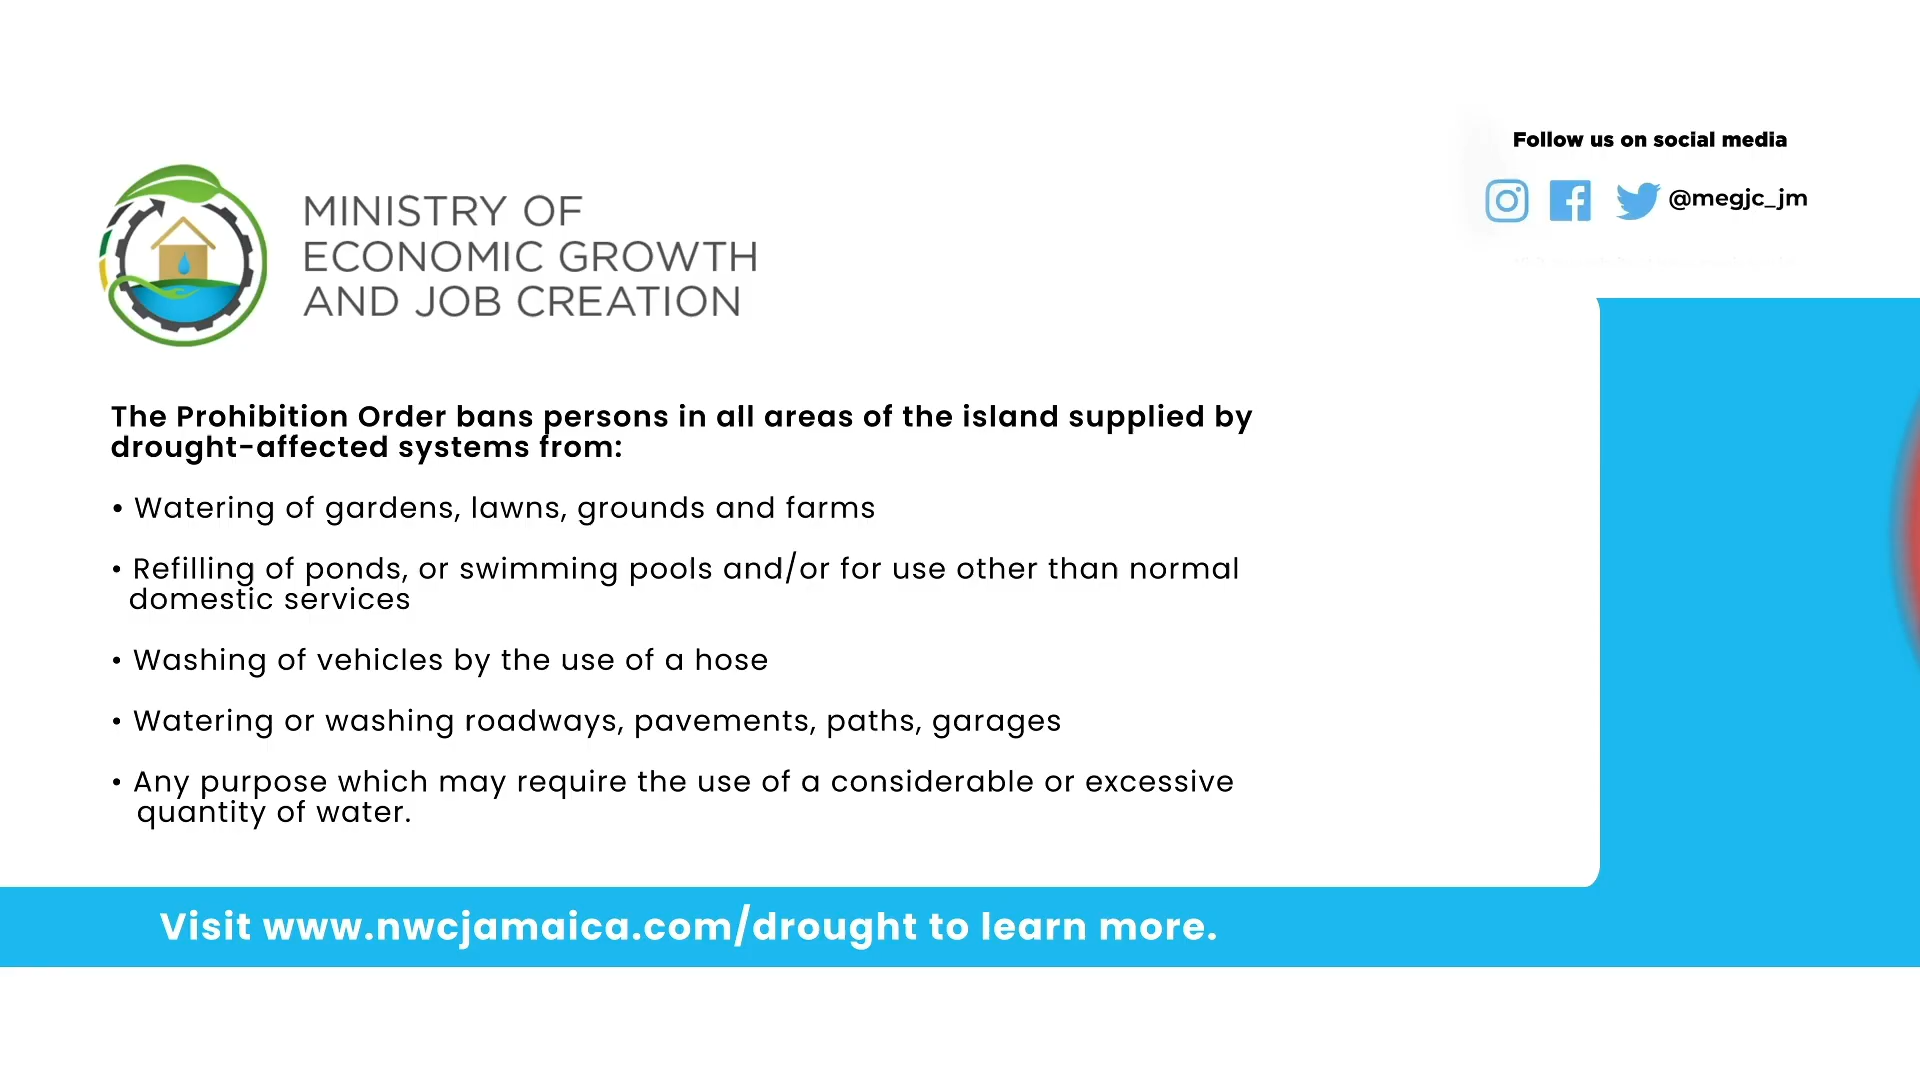 Follow us on social media
@megjc_jm
MINISTRY OF
ECONOMIC GROWTH
AND JOB CREATION
The Prohibition Order bans persons in all areas of the island supplied by
drought-affected systems from:
• Watering of gardens, lawns, grounds and farms
• Refilling of ponds, or swimming pools and/or for use other than normal
domestic services
• Washing of vehicles by the use of a hose
• Watering or washing roadways, pavements, paths, garages
• Any purpose which may require the use of a considerable or excessive
quantity of water.
Visit www.nwcjamaica.com/drought to learn more.